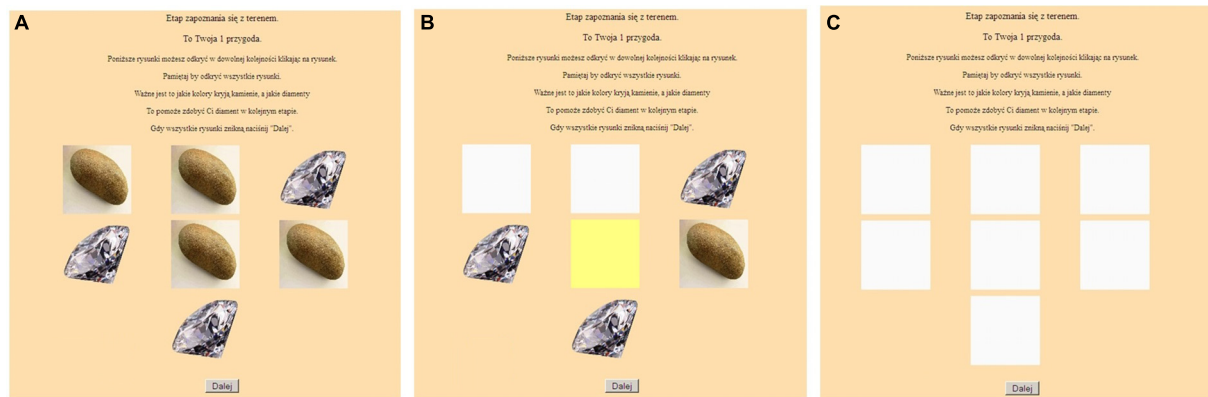 A
Etap zapoznania się z terenem.
To Twoja 1 przygoda.
Poniższe rysunki możesz odkryć w dowolnej kolejności klikając na rysunek.
Pamiętaj by odkryć wszystkie rysunki.
Ważne jest to jakie kolory kryją kamienie, a jakie diamenty
To pomoże zdobyć Ci diament w kolejnym etapie.
Gdy wszystkie rysunki znikną naciśnij "Dalej".
Dalej
B
Etap zapoznania się z terenem.
To Twoja 1 przygoda.
Poniższe rysunki możesz odkryć w dowolnej kolejności klikając na rysunek.
Pamiętaj by odkryć wszystkie rysunki.
Ważne jest to jakie kolory kryją kamienie, a jakie diamenty
To pomoże zdobyć Ci diament w kolejnym etapie.
Gdy wszystkie rysunki znikną naciśnij "Dalej".
Dalej
C
Etap zapoznania się z terenem.
To Twoja 1 przygoda.
Poniższe rysunki możesz odkryć w dowolnej kolejności klikając na rysunek.
Pamiętaj by odkryć wszystkie rysunki.
Ważne jest to jakie kolory kryją kamienie, a jakie diamenty
To pomoże zdobyć Ci diament w kolejnym etapie.
Gdy wszystkie rysunki znikną naciśnij "Dalej".
Dalej